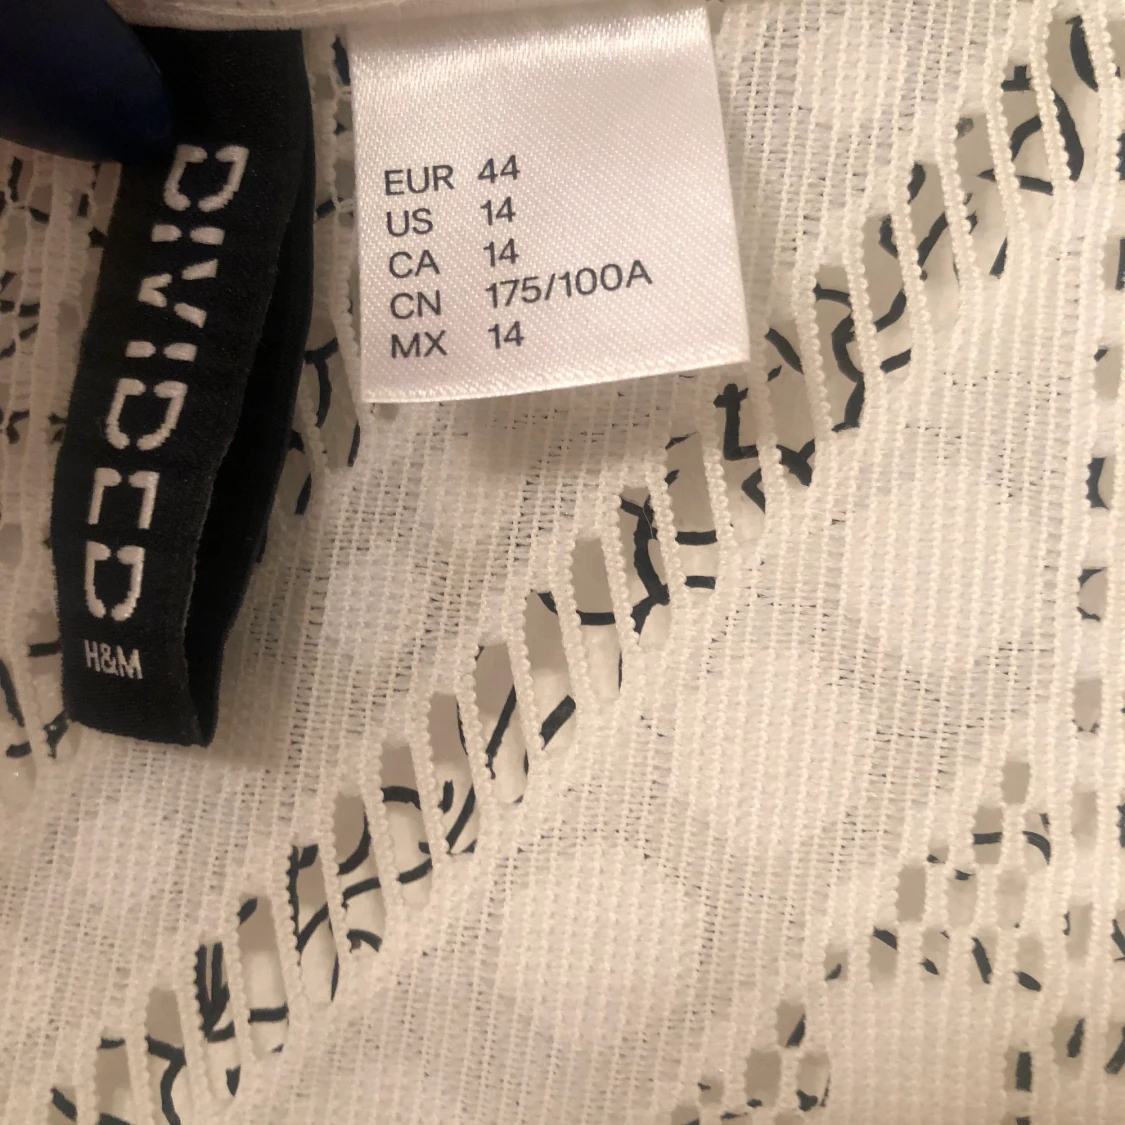 DIVIDED
H&M
EUR 44
US 14
CA 14
CN 175/100A
MX 14